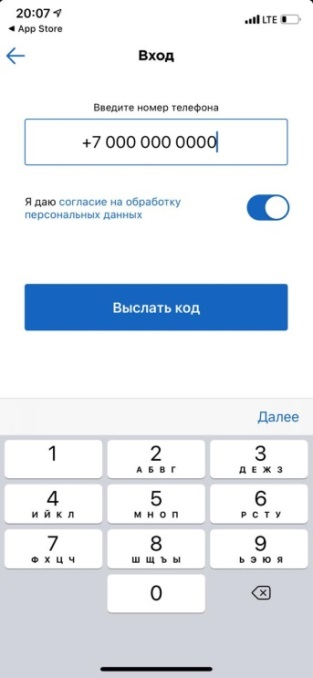 20:07
LTE
◀ App Store
Вход
Введите номер телефона
+7 000 000 0000
Я даю согласие на обработку
персональных данных
Выслать код
Далее
1 2 3
А Б В Г Д Е Ж З
4 5 6
И Й К Л М Н О П Р С Т У
7 8 9
Ф Х Ц Ч Ш Щ Ъ Ы Ь Э Ю Я
0